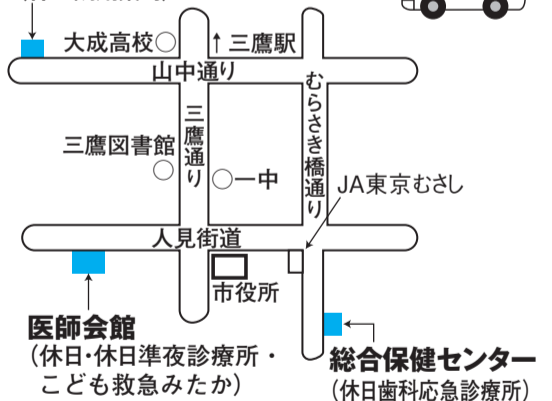 大成高校
↑三鷹駅
山中通り
三鷹通り
むらさき橋通り
三鷹図書館
一中
JA東京むさし
人見街道
市役所
医師会館
(休日・休日準夜診療所・
こども救急みたか)
総合保健センター
(休日歯科応急診療所)